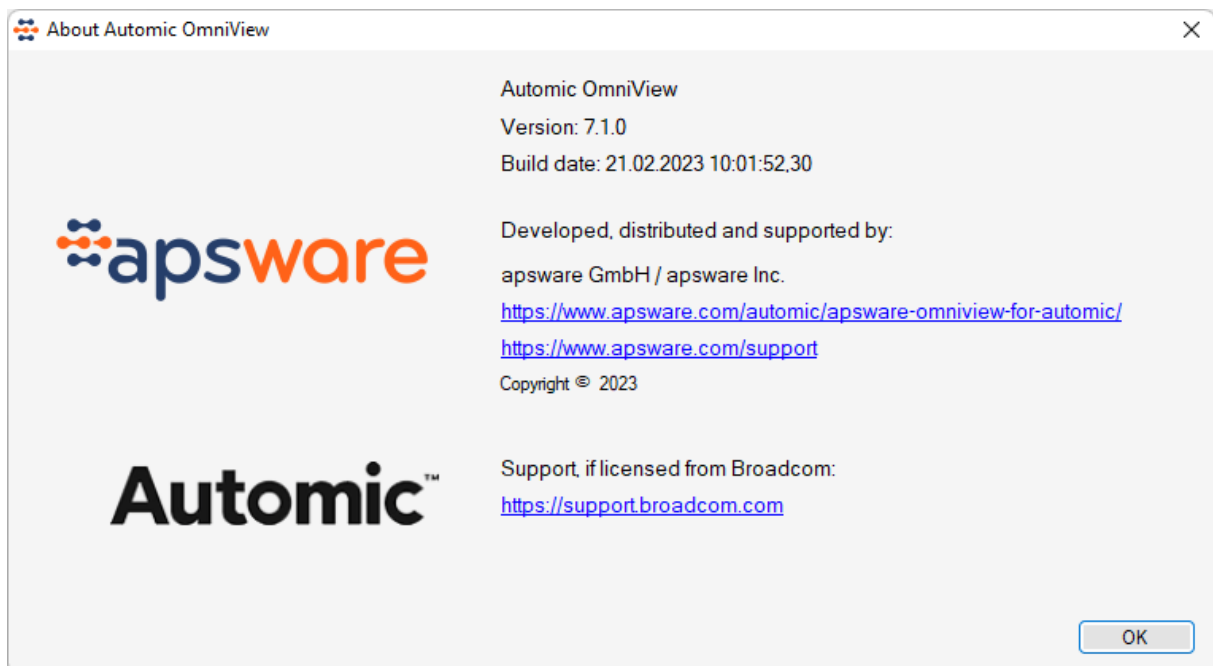 About Automic OmniView
Automic OmniView
Version: 7.1.0
Build date: 21.02.2023 10:01:52,30
apsware
Developed, distributed and supported by:
apsware GmbH / apsware Inc.
https://www.apsware.com/automic/apsware-omniview-for-automic/
https://www.apsware.com/support
Copyright © 2023
Automic™
Support, if licensed from Broadcom:
https://support.broadcom.com
OK